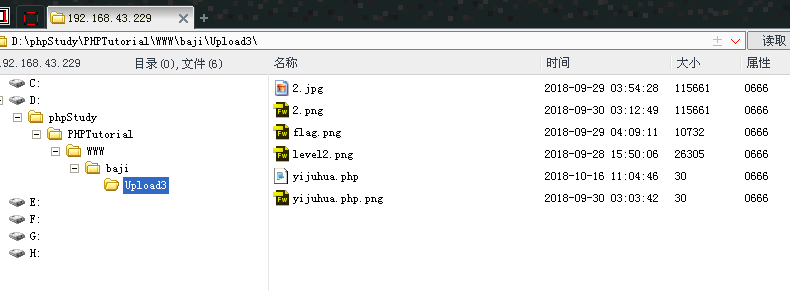 192.168.43.229
D:\phpStudy\PHPTutorial\WWW\baji\Upload3\ 读取
192.168.43.229 目录(0),文件(6) 名称 时间 大小 属性
C:
D:
phpStudy
PHPTutorial
WWW
baji
Upload3
E:
F:
G:
H:
2.jpg 2018-09-29 03:54:28 115661 0666
2.png 2018-09-30 03:12:49 115661 0666
flag.png 2018-09-29 04:09:11 10732 0666
level2.png 2018-09-28 15:50:06 26305 0666
yijuhua.php 2018-10-16 11:04:46 30 0666
yijuhua.php.png 2018-09-30 03:03:42 30 0666